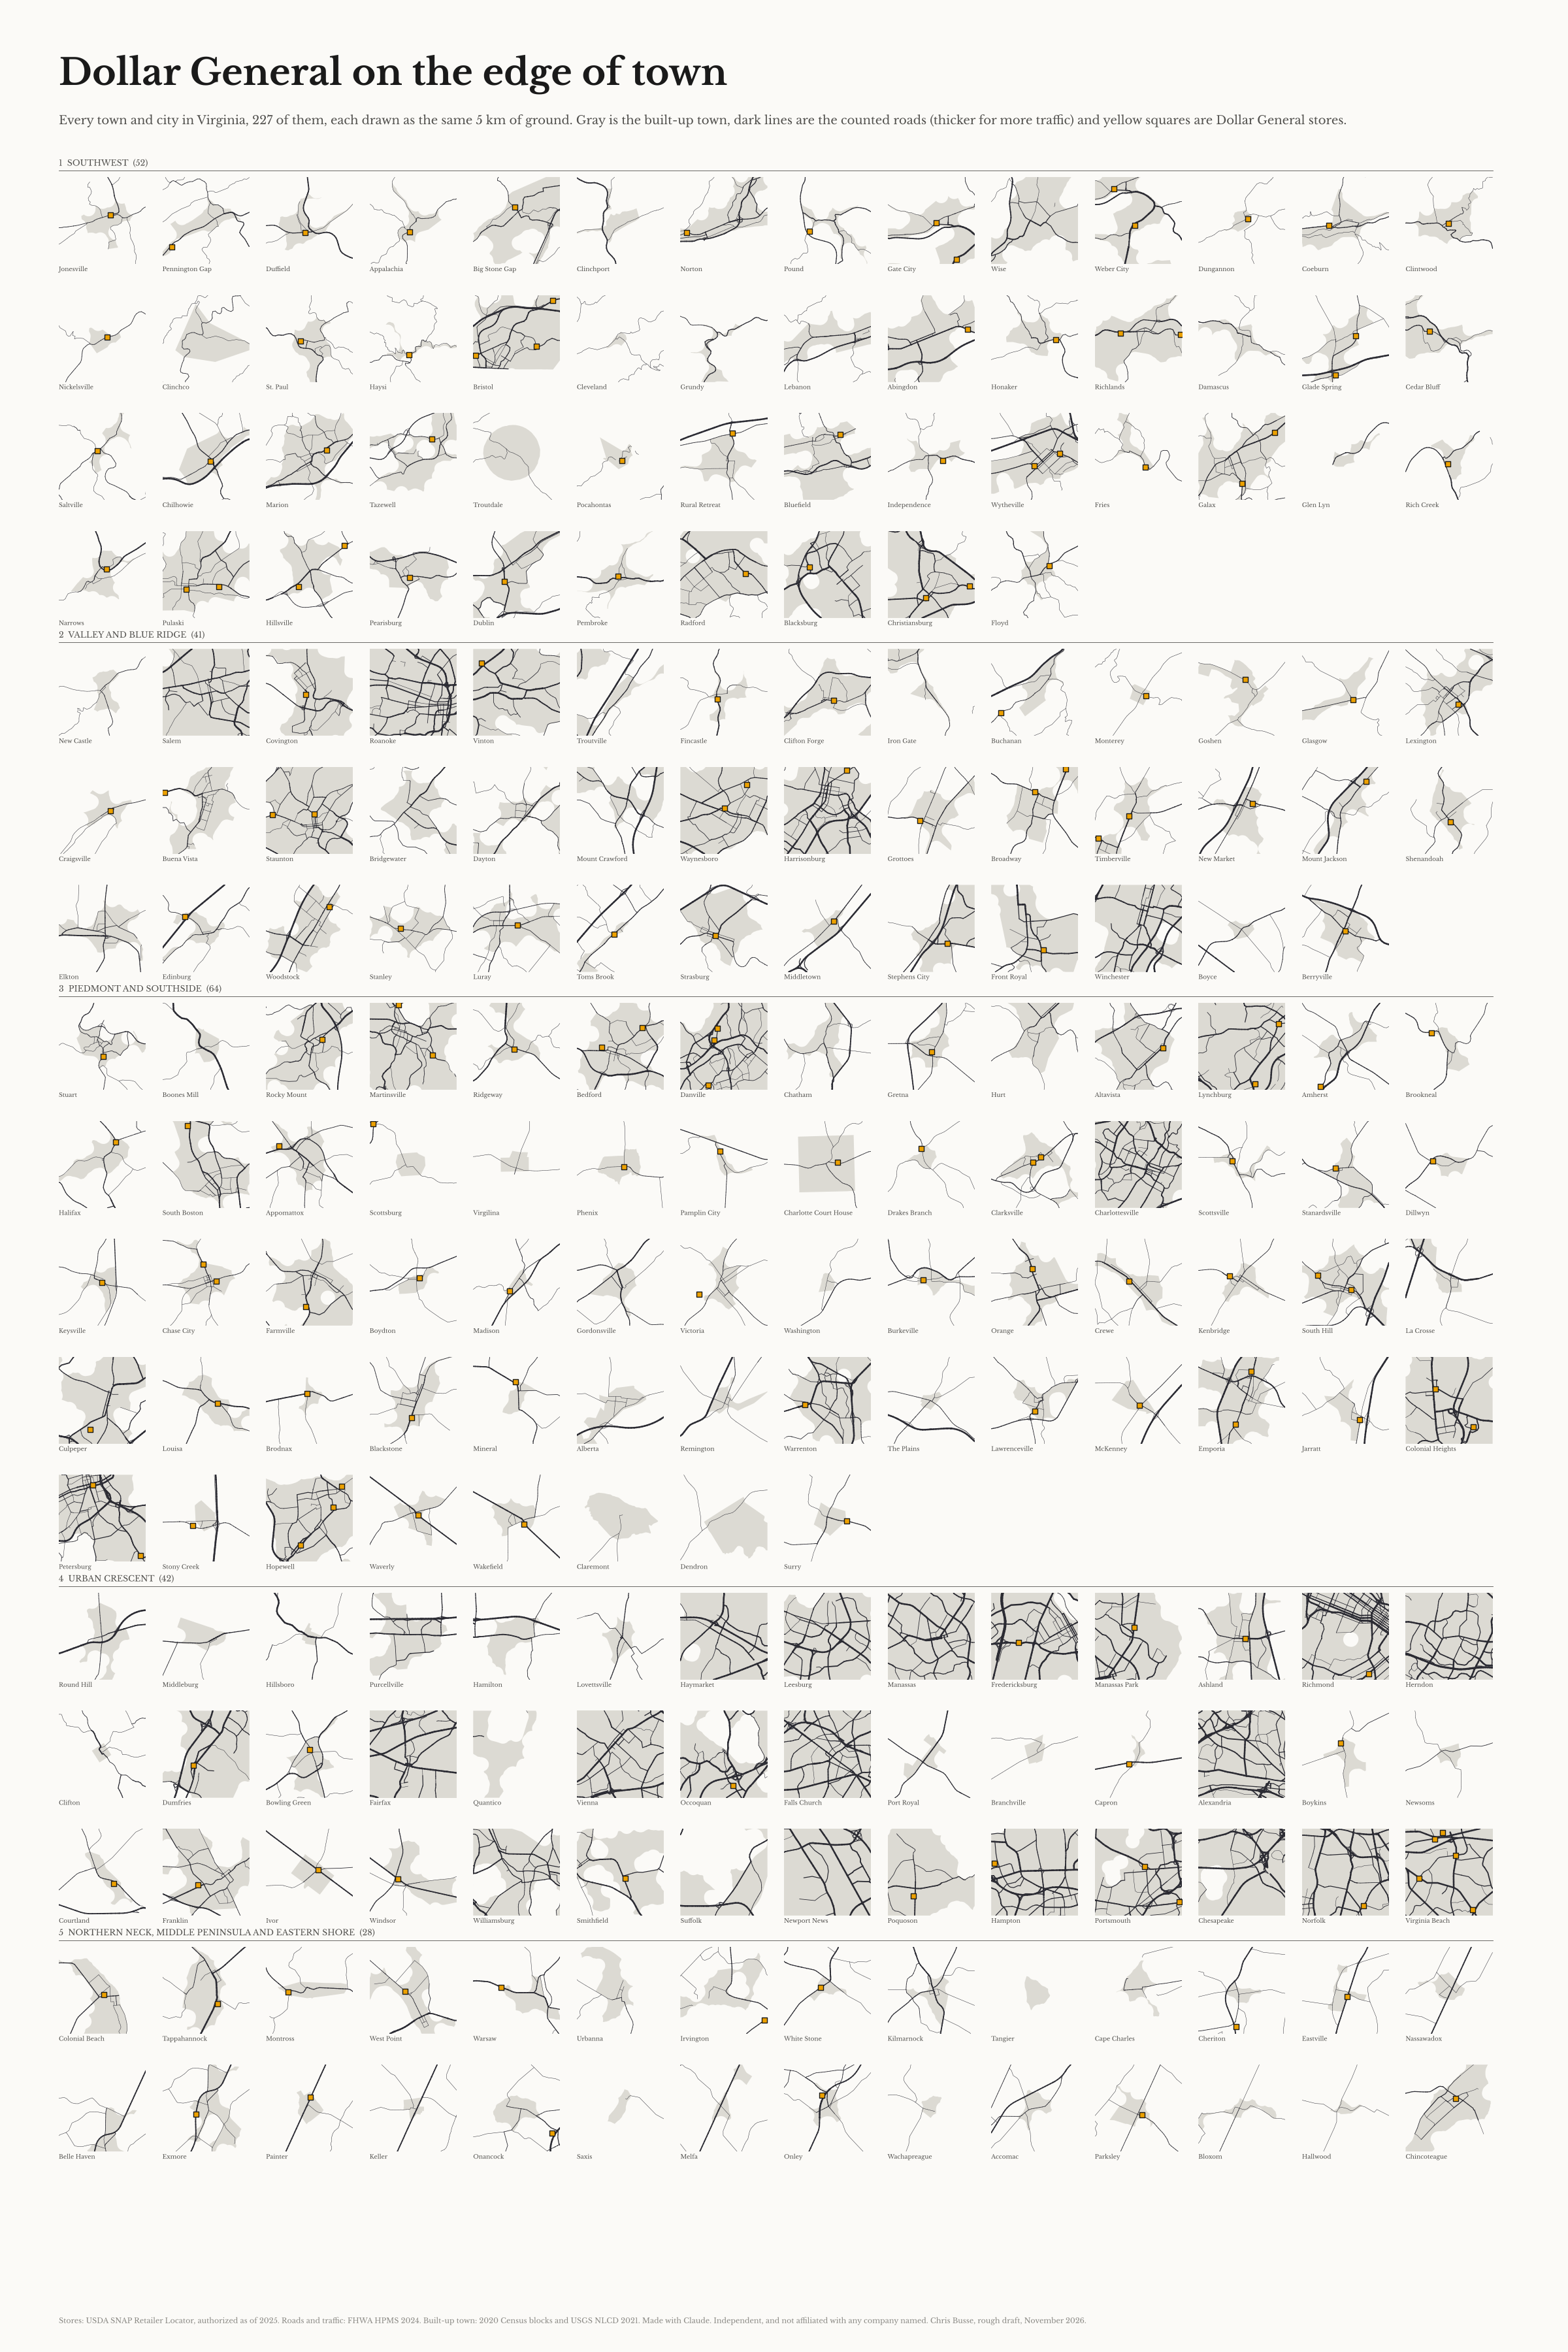 Dollar General on the edge of town
Every town and city in Virginia, 227 of them, each drawn as the same 5 km of ground. Gray is the built-up town, dark lines are the counted roads (thicker for more traffic) and yellow squares are Dollar General stores.
1 SOUTHWEST (52)
Jonesville Pennington Gap Duffield Appalachia Big Stone Gap Clinchport Norton Pound Gate City Wise Weber City Dungannon Coeburn Clintwood
Nickelsville Clinchco St. Paul Haysi Bristol Cleveland Grundy Lebanon Abingdon Honaker Richlands Damascus Glade Spring Cedar Bluff
Saltville Chilhowie Marion Tazewell Troutdale Pocahontas Rural Retreat Bluefield Independence Wytheville Fries Galax Glen Lyn Rich Creek
Narrows Pulaski Hillsville Pearisburg Dublin Pembroke Radford Blacksburg Christiansburg Floyd
2 VALLEY AND BLUE RIDGE (41)
New Castle Salem Covington Roanoke Vinton Troutville Fincastle Clifton Forge Iron Gate Buchanan Monterey Goshen Glasgow Lexington
Craigsville Buena Vista Staunton Bridgewater Dayton Mount Crawford Waynesboro Harrisonburg Grottoes Broadway Timberville New Market Mount Jackson Shenandoah
Elkton Edinburg Woodstock Stanley Luray Toms Brook Strasburg Middletown Stephens City Front Royal Winchester Boyce Berryville
3 PIEDMONT AND SOUTHSIDE (64)
Stuart Boones Mill Rocky Mount Martinsville Ridgeway Bedford Danville Chatham Gretna Hurt Altavista Lynchburg Amherst Brookneal
Halifax South Boston Appomattox Scottsburg Virgilina Phenix Pamplin City Charlotte Court House Drakes Branch Clarksville Charlottesville Scottsville Stanardsville Dillwyn
Keysville Chase City Farmville Boydton Madison Gordonsville Victoria Washington Burkeville Orange Crewe Kenbridge South Hill La Crosse
Culpeper Louisa Brodnax Blackstone Mineral Alberta Remington Warrenton The Plains Lawrenceville McKenney Emporia Jarratt Colonial Heights
Petersburg Stony Creek Hopewell Waverly Wakefield Claremont Dendron Surry
4 URBAN CRESCENT (42)
Round Hill Middleburg Hillsboro Purcellville Hamilton Lovettsville Haymarket Leesburg Manassas Fredericksburg Manassas Park Ashland Richmond Herndon
Clifton Dumfries Bowling Green Fairfax Quantico Vienna Occoquan Falls Church Port Royal Branchville Capron Alexandria Boykins Newsoms
Courtland Franklin Ivor Windsor Williamsburg Smithfield Suffolk Newport News Poquoson Hampton Portsmouth Chesapeake Norfolk Virginia Beach
5 NORTHERN NECK, MIDDLE PENINSULA AND EASTERN SHORE (28)
Colonial Beach Tappahannock Montross West Point Warsaw Urbanna Irvington White Stone Kilmarnock Tangier Cape Charles Cheriton Eastville Nassawadox
Belle Haven Exmore Painter Keller Onancock Saxis Melfa Onley Wachapreague Accomac Parksley Bloxom Hallwood Chincoteague
Stores: USDA SNAP Retailer Locator, authorized as of 2025. Roads and traffic: FHWA HPMS 2024. Built-up town: 2020 Census blocks and USGS NLCD 2021. Made with Claude. Independent, and not affiliated with any company named. Chris Busse, rough draft, November 2026.